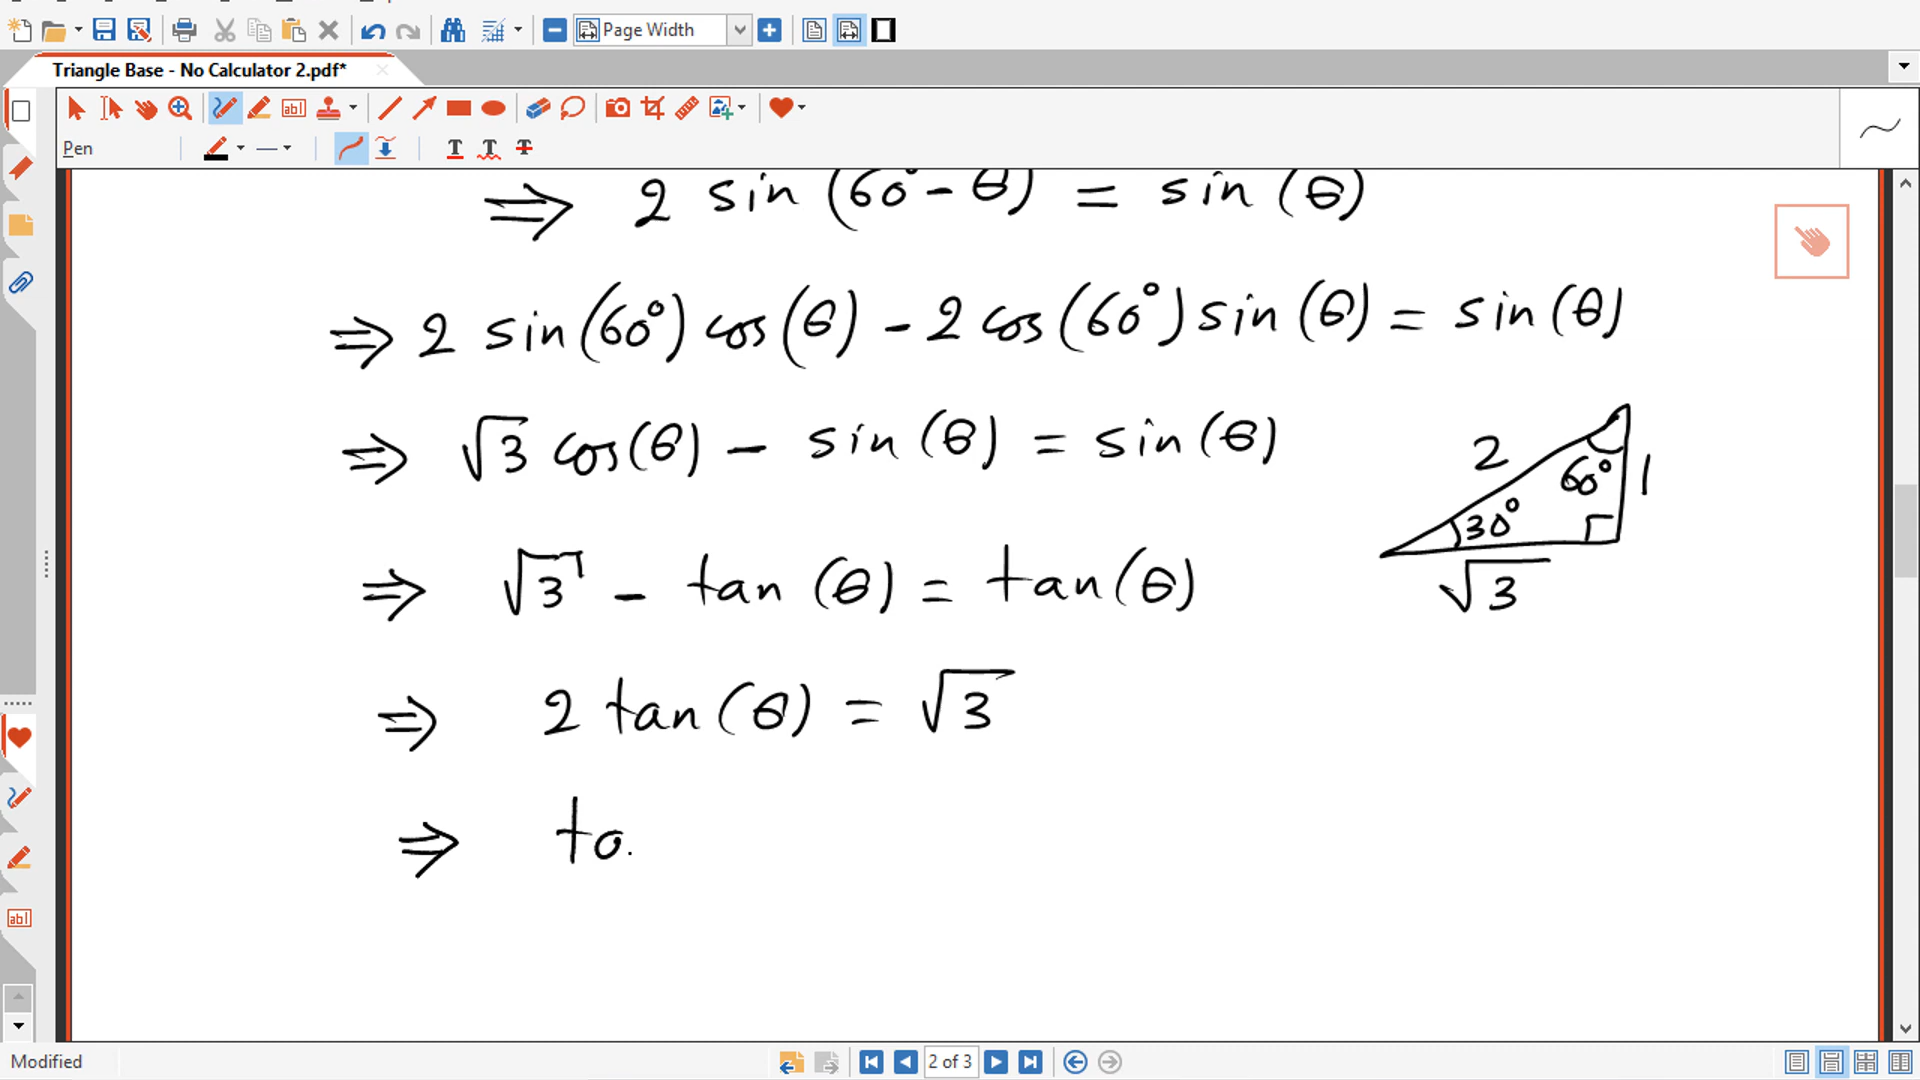 Page Width
Triangle Base - No Calculator 2.pdf*
Pen
⇒ 2 sin (60° - θ) = sin (θ)
⇒ 2 sin(60°) cos(θ) - 2 cos(60°) sin(θ) = sin(θ)
⇒ √3 cos(θ) - sin(θ) = sin(θ)
2
60°
1
30°
√3
⇒ √3 - tan (θ) = tan(θ)
⇒ 2 tan(θ) = √3
⇒ to.
Modified
2 of 3